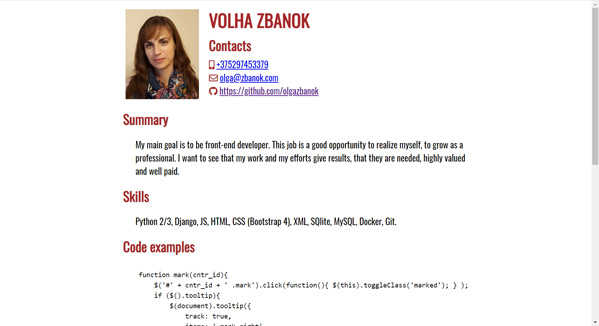 VOLHA ZBANOK
Contacts
+375297453379
olga@zbanok.com
https://github.com/olgazbanok
Summary
My main goal is to be front-end developer. This job is a good opportunity to realize myself, to grow as a
professional. I want to see that my work and my efforts give results, that they are needed, highly valued
and well paid.
Skills
Python 2/3, Django, JS, HTML, CSS (Bootstrap 4), XML, SQlite, MySQL, Docker, Git.
Code examples
function mark(cntr_id){
$('#' + cntr_id + ' .mark').click(function(){ $(this).toggleClass('marked'); } );
if ($().tooltip){
$(document).tooltip({
track: true,